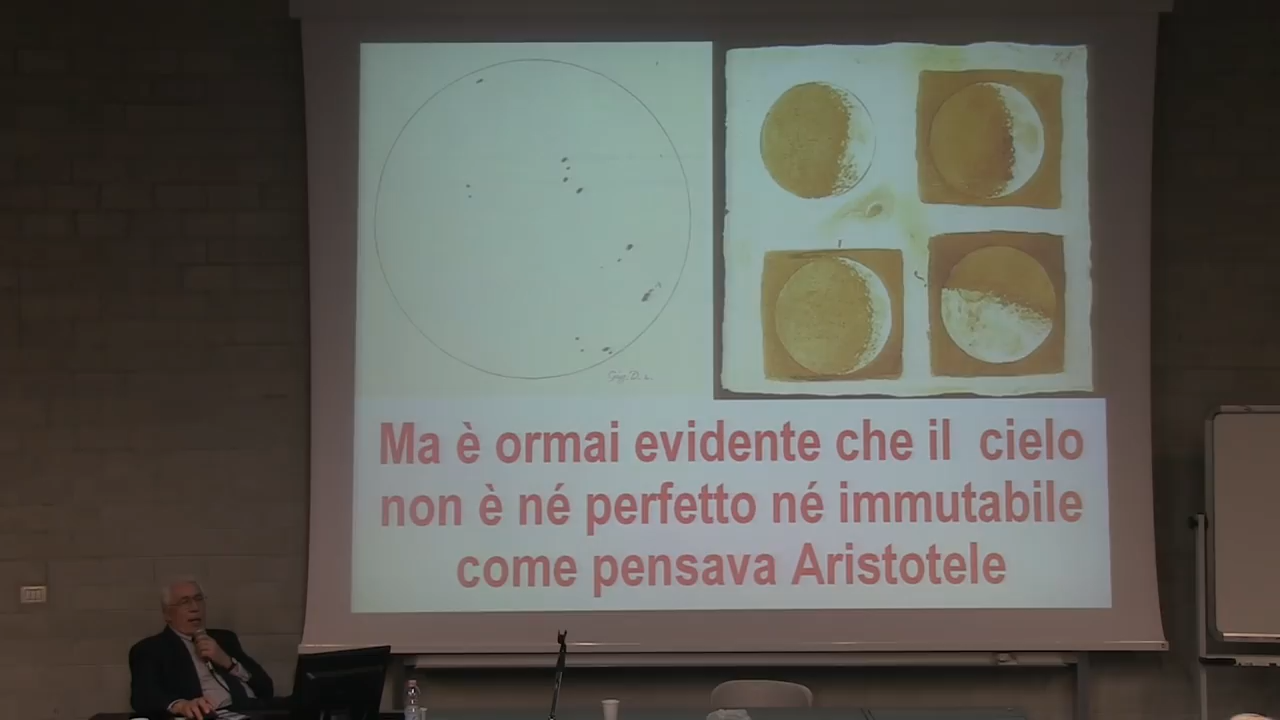 Ma è ormai evidente che il cielo
non è né perfetto né immutabile
come pensava Aristotele